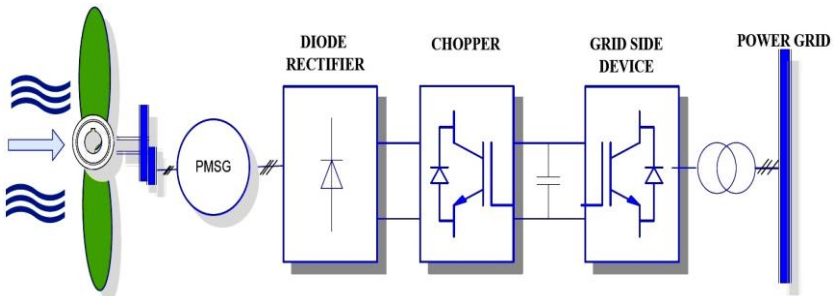 DIODE
RECTIFIER
CHOPPER
GRID SIDE
DEVICE
POWER GRID
PMSG